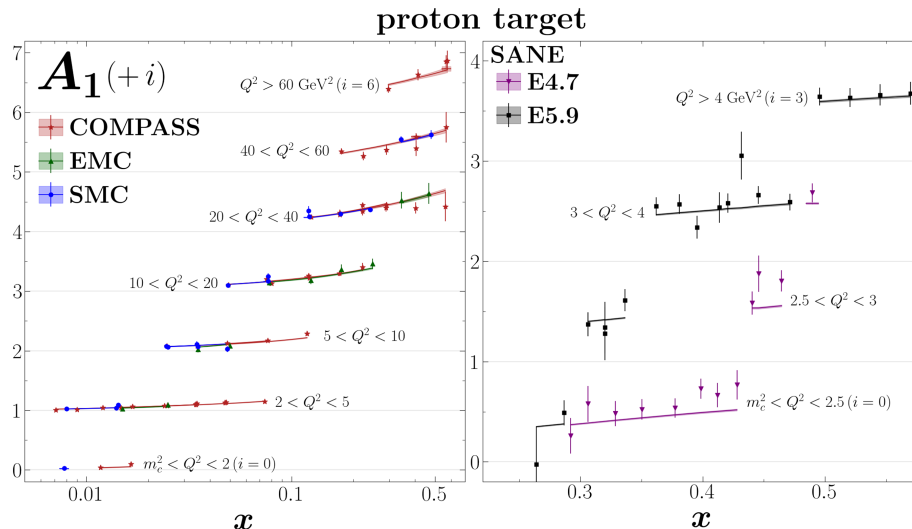 proton target
A₁(+i)
COMPASS
EMC
SMC
Q² > 60 GeV² (i = 6)
40 < Q² < 60
20 < Q² < 40
10 < Q² < 20
5 < Q² < 10
2 < Q² < 5
m_c² < Q² < 2 (i = 0)
7
6
5
4
3
2
1
0
0.01
0.1
0.5
x
SANE
E4.7
E5.9
Q² > 4 GeV² (i = 3)
3 < Q² < 4
2.5 < Q² < 3
m_c² < Q² < 2.5 (i = 0)
4
3
2
1
0
0.3
0.4
0.5
x